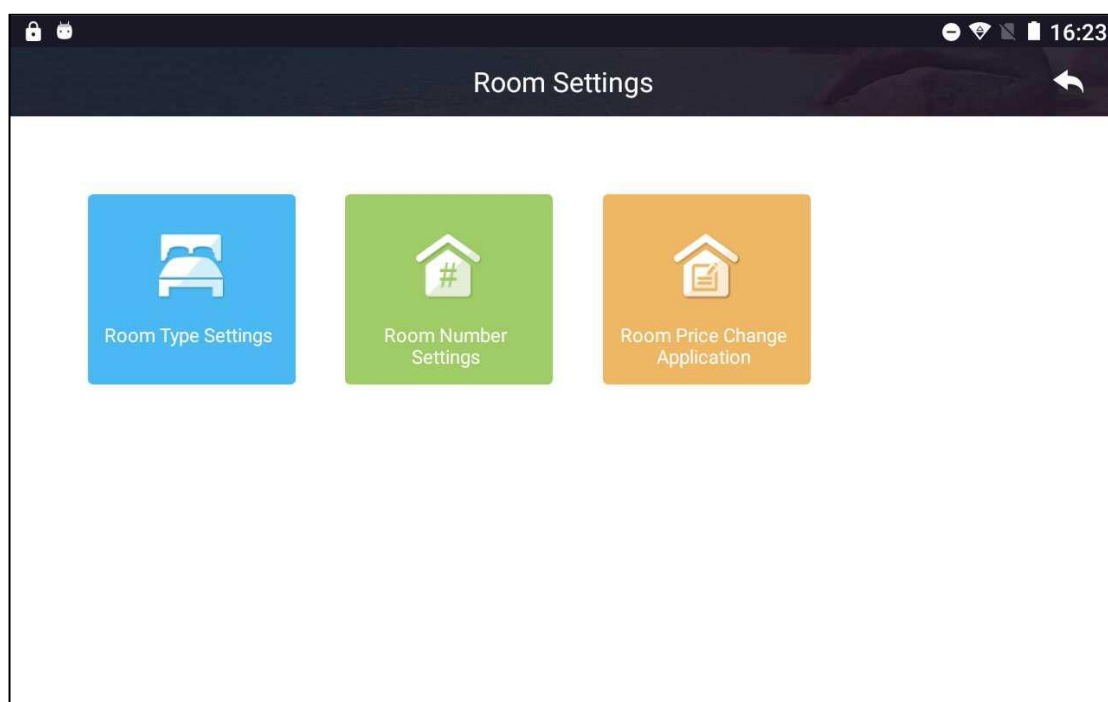 16:23
Room Settings
Room Type Settings
#
Room Number
Settings
Room Price Change
Application